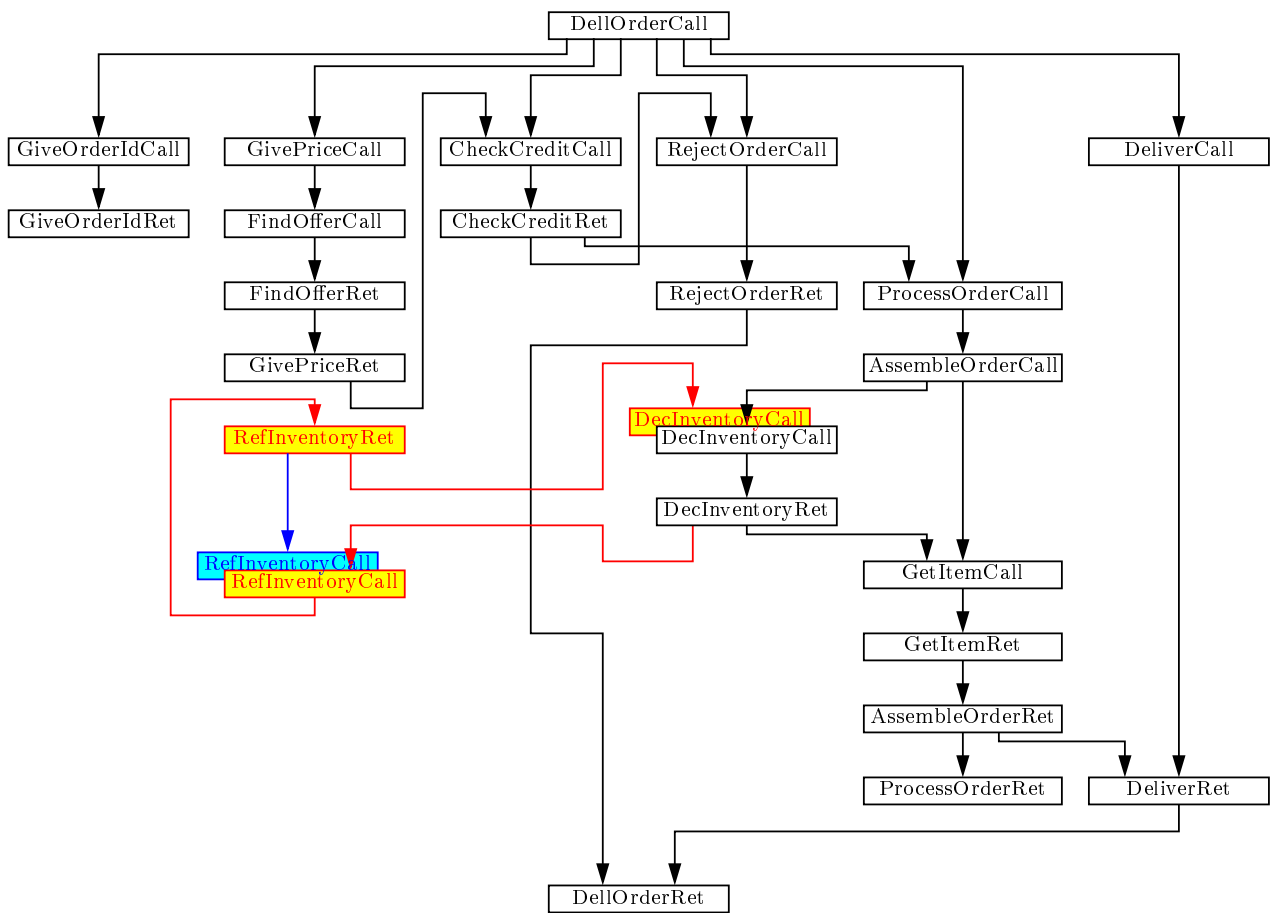 DellOrderCall
GiveOrderIdCall
GivePriceCall
CheckCreditCall
RejectOrderCall
DeliverCall
GiveOrderIdRet
FindOfferCall
CheckCreditRet
FindOfferRet
RejectOrderRet
ProcessOrderCall
GivePriceRet
AssembleOrderCall
DecInventoryCall
RefInventoryRet
DecInventoryCall
DecInventoryRet
RefInventoryCall
GetItemCall
RefInventoryCall
GetItemRet
AssembleOrderRet
ProcessOrderRet
DeliverRet
DellOrderRet